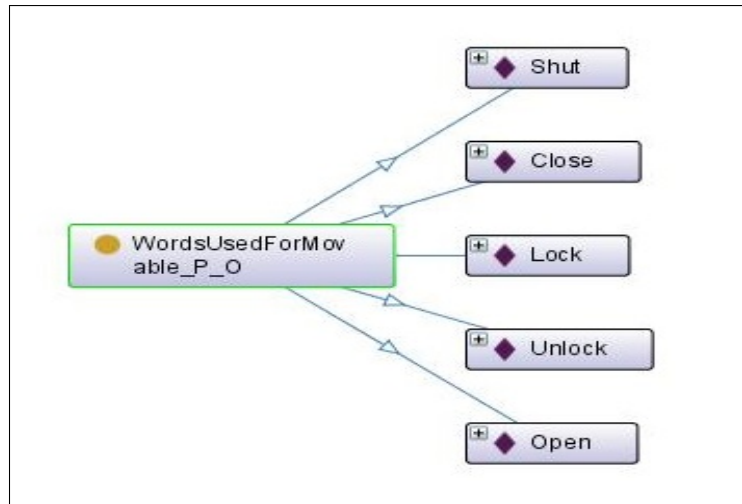 Shut
Close
WordsUsedForMov
able_P_O
Lock
Unlock
Open